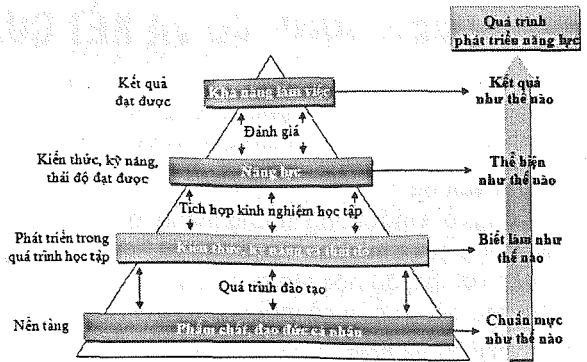 Quá trình
phát triển năng lực
Kết quả
đạt được
Khả năng làm việc
Kết quả
như thế nào
Đánh giá
Kiến thức, kỹ năng,
thái độ đạt được
Năng lực
Thể hiện
như thế nào
Tích hợp kinh nghiệm học tập
Phát triển trong
quá trình học tập
Kiến thức, kỹ năng và thái độ
Biết làm như
thế nào
Quá trình đào tạo
Nền tảng
Phẩm chất, đạo đức cá nhân
Chuẩn mực
như thế nào